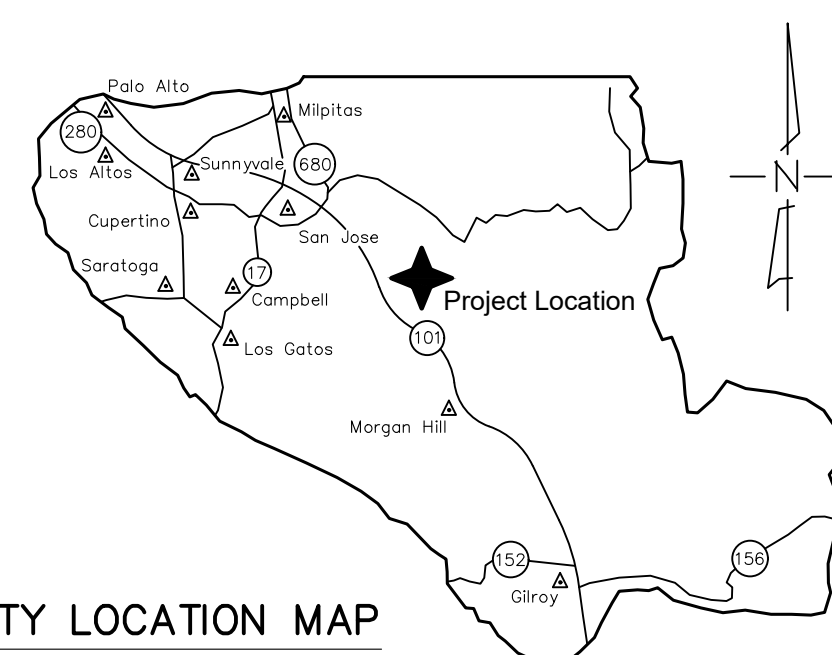 Palo Alto
Milpitas
280
Los Altos
Sunnyvale
680
N
Cupertino
San Jose
Saratoga
17
Campbell
Project Location
101
Los Gatos
Morgan Hill
152
156
Gilroy
TY LOCATION MAP